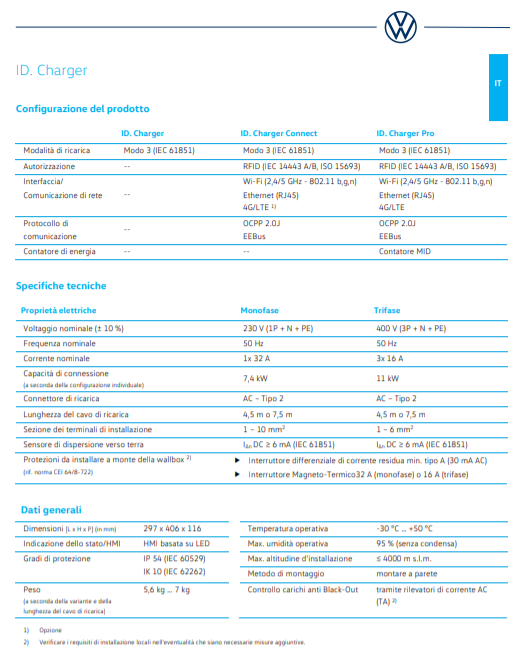 ID. Charger
IT
Configurazione del prodotto
ID. Charger ID. Charger Connect ID. Charger Pro
Modalità di ricarica Modo 3 (IEC 61851) Modo 3 (IEC 61851) Modo 3 (IEC 61851)
Autorizzazione -- RFID (IEC 14443 A/B, ISO 15693) RFID (IEC 14443 A/B, ISO 15693)
Interfaccia/ Wi-Fi (2,4/5 GHz - 802.11 b,g,n) Wi-Fi (2,4/5 GHz - 802.11 b,g,n)
Comunicazione di rete -- Ethernet (RJ45) Ethernet (RJ45)
4G/LTE 1) 4G/LTE
Protocollo di OCPP 2.0J OCPP 2.0J
comunicazione -- EEBus EEBus
Contatore di energia -- -- Contatore MID
Specifiche tecniche
Proprietà elettriche Monofase Trifase
Voltaggio nominale (± 10 %) 230 V (1P + N + PE) 400 V (3P + N + PE)
Frequenza nominale 50 Hz 50 Hz
Corrente nominale 1x 32 A 3x 16 A
Capacità di connessione 7,4 kW 11 kW
(a seconda della configurazione individuale)
Connettore di ricarica AC – Tipo 2 AC – Tipo 2
Lunghezza del cavo di ricarica 4,5 m o 7,5 m 4,5 m o 7,5 m
Sezione dei terminali di installazione 1 – 10 mm² 1 – 6 mm²
Sensore di dispersione verso terra IΔn DC ≥ 6 mA (IEC 61851) IΔn DC ≥ 6 mA (IEC 61851)
Protezioni da installare a monte della wallbox 2) ► Interruttore differenziale di corrente residua min. tipo A (30 mA AC)
(rif. norma CEI 64/8-722) ► Interruttore Magneto-Termico32 A (monofase) o 16 A (trifase)
Dati generali
Dimensioni [L x H x P] (in mm) 297 x 406 x 116 Temperatura operativa -30 °C … +50 °C
Indicazione dello stato/HMI HMI basata su LED Max. umidità operativa 95 % (senza condensa)
Gradi di protezione IP 54 (IEC 60529) Max. altitudine d'installazione ≤ 4000 m s.l.m.
IK 10 (IEC 62262) Metodo di montaggio montare a parete
Peso 5,6 kg … 7 kg Controllo carichi anti Black-Out tramite rilevatori di corrente AC
(a seconda della variante e della (TA) 2)
lunghezza del cavo di ricarica)
1) Opzione
2) Verificare i requisiti di installazione locali nell'eventualità che siano necessarie misure aggiuntive.